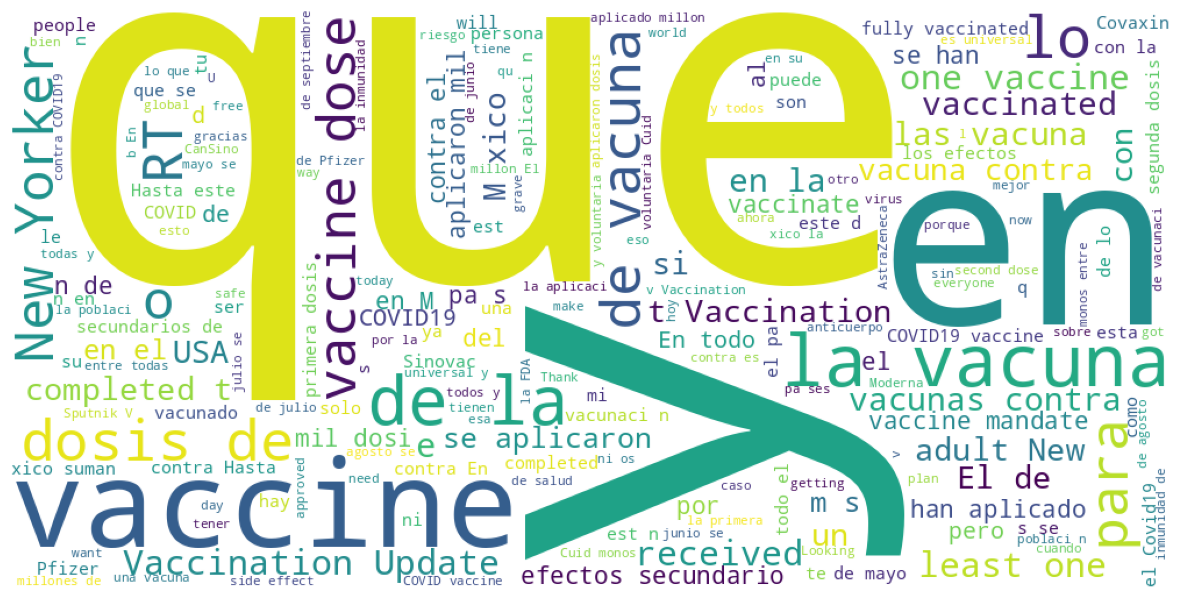 people
bien
n
New Yorker
contra COVID19
que
lo que
que se
tu
U
global
free
d
RT
gracias
b En
CanSino
mayo se
Hasta este
COVID
de
esto
le
todas y
n de
n en
la poblaci
o
safe
ser
secundarios de
su
en el
USA
entre todas
julio se
completed t
Sputnik V
vacunado
de julio
dosis de
de septiembre
vaccine dose
la inmunidad
de Pfizer
way
primera dosis
s
riesgo
will
persona
tiene
qu
contra el
aplicaron mil
de junio
M xico
grave
aplicaci n
millon El
est
aplicado millon
world
y voluntaria aplicaron dosis
de vacuna
voluntaria Cuid
eso
al
en su
puede
son
y todos
en la
otro
vaccinate
ahora
este d
xico la
virus
fully vaccinated
es universal
lo
Covaxin
se han
con la
one vaccine
vaccinated
las vacuna
l
los efectos
vacuna contra
con
segunda dosis
en
mejor
porque
now
AstraZeneca
sin
second dose
everyone
q
monos entre
de lo
de vacunaci
today
en M
pa s
la aplicaci
una
make
COVID19
ya
del
por la
Sinovac
universal y
todos y
solo
tienen
esa
de la
la FDA
Thank
mi
vacunaci n
si
v Vaccination
hoy
t Vaccination
En todo
contra es
el pa
anticuerpo
y
COVID19 vaccine
sobre
esta
got
la vacuna
el
Moderna
pa ses
vacunas contra
vaccine mandate
como
de agosto
para
mil dosi
e
se aplicaron
agosto se
xico suman
contra Hasta
approved
need
contra En
completed
ni os
de salud
vaccine
day
tener
hay
ni
adult New
v
El de
plan
han aplicado
pero
s se
poblaci n
cuando
el Covid19
inmunidad de
todo el
getting
caso
por
la primera
m s
un
Looking
est n
junio se
Cuid monos
received
te
de mayo
least one
want
Pfizer
millones de
una vacuna
Vaccination Update
side effect
COVID vaccine
efectos secundario